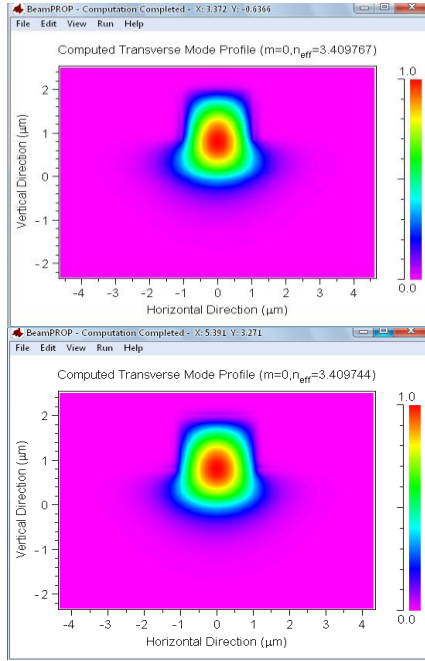 BeamPROP - Computation Completed - X: 3.372 Y: -0.6366
File Edit View Run Help
Computed Transverse Mode Profile (m=0,neff=3.409767)
1.0
Vertical Direction (μm)
2
1
0
-1
-2
0.0
-4 -3 -2 -1 0 1 2 3 4
Horizontal Direction (μm)
BeamPROP - Computation Completed - X: 5.391 Y: 3.271
File Edit View Run Help
Computed Transverse Mode Profile (m=0,neff=3.409744)
1.0
Vertical Direction (μm)
2
1
0
-1
-2
0.0
-4 -3 -2 -1 0 1 2 3 4
Horizontal Direction (μm)